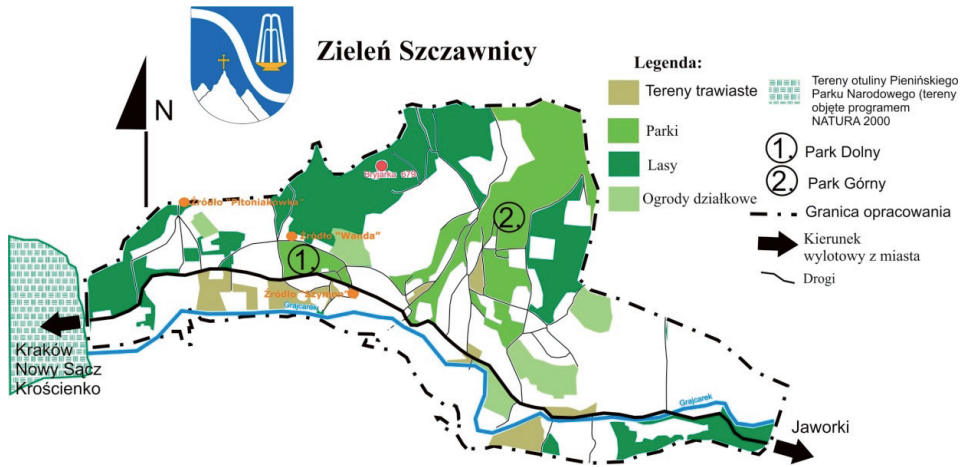 Zieleń Szczawnicy
N
Legenda:
Tereny trawiaste
Parki
Lasy
Ogrody działkowe
Tereny otuliny Pienińskiego
Parku Narodowego (tereny
objęte programem
NATURA 2000
1. Park Dolny
2. Park Górny
Granica opracowania
Kierunek
wylotowy z miasta
Drogi
Bryjarka 679
Źródło "Pitoniakówka"
Źródło "Wanda"
1.
2.
Źródło "Szymon"
Grajcarek
Kraków
Nowy Sącz
Krościenko
Grajcarek
Jaworki